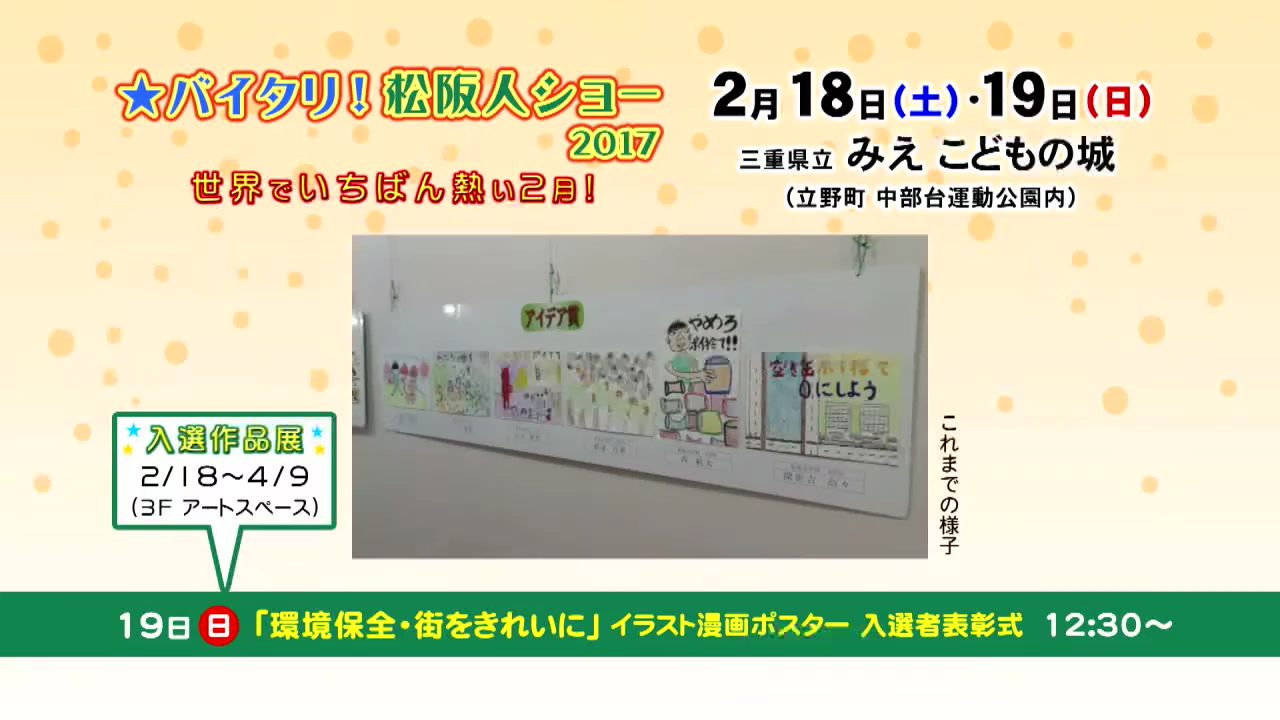 ★バイタリ!松阪人ショー
2017
世界でいちばん熱い2月!
2月18日(土)・19日(日)
三重県立 みえ こどもの城
(立野町 中部台運動公園内)
アイデア賞
やめろ
ポイ捨て!!
0にしよう
これまでの様子
入選作品展
2/18〜4/9
(3F アートスペース)
19日 日 「環境保全・街をきれいに」 イラスト漫画ポスター 入選者表彰式 12:30〜